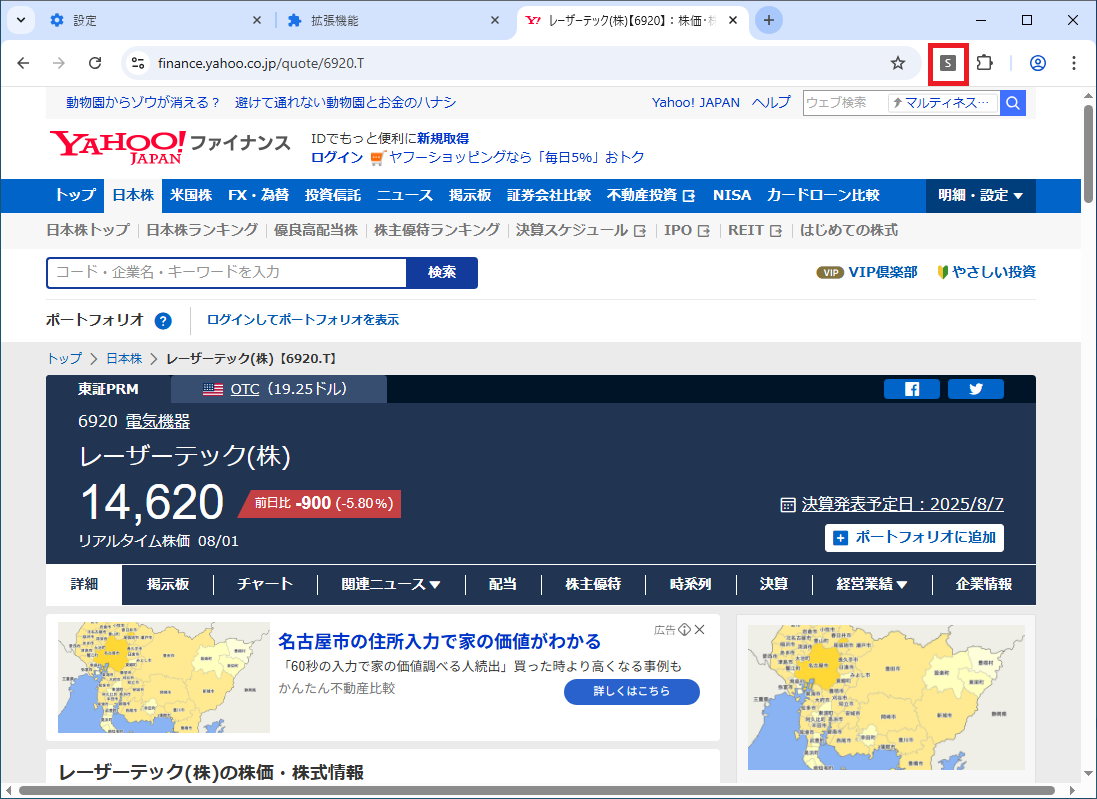 設定
拡張機能
レーザーテック(株)【6920】：株価・株
finance.yahoo.co.jp/quote/6920.T
S
動物園からゾウが消える？ 避けて通れない動物園とお金のハナシ
Yahoo! JAPAN ヘルプ
ウェブ検索
マルティネス…
YAHOO! JAPAN ファイナンス
IDでもっと便利に新規取得
ログイン ヤフーショッピングなら「毎日5%」おトク
トップ 日本株 米国株 FX・為替 投資信託 ニュース 掲示板 証券会社比較 不動産投資 NISA カードローン比較 明細・設定
日本株トップ 日本株ランキング 優良高配当株 株主優待ランキング 決算スケジュール IPO REIT はじめての株式
コード・企業名・キーワードを入力 検索
VIP VIP倶楽部 やさしい投資
ポートフォリオ ? ログインしてポートフォリオを表示
トップ > 日本株 > レーザーテック(株)【6920.T】
東証PRM OTC（19.25ドル）
6920 電気機器
レーザーテック(株)
14,620 前日比 -900 (-5.80%)
決算発表予定日：2025/8/7
リアルタイム株価 08/01
ポートフォリオに追加
詳細 掲示板 チャート 関連ニュース 配当 株主優待 時系列 決算 経営業績 企業情報
広告
名古屋市の住所入力で家の価値がわかる
「60秒の入力で家の価値調べる人続出」買った時より高くなる事例も
かんたん不動産比較
詳しくはこちら
レーザーテック(株)の株価・株式情報